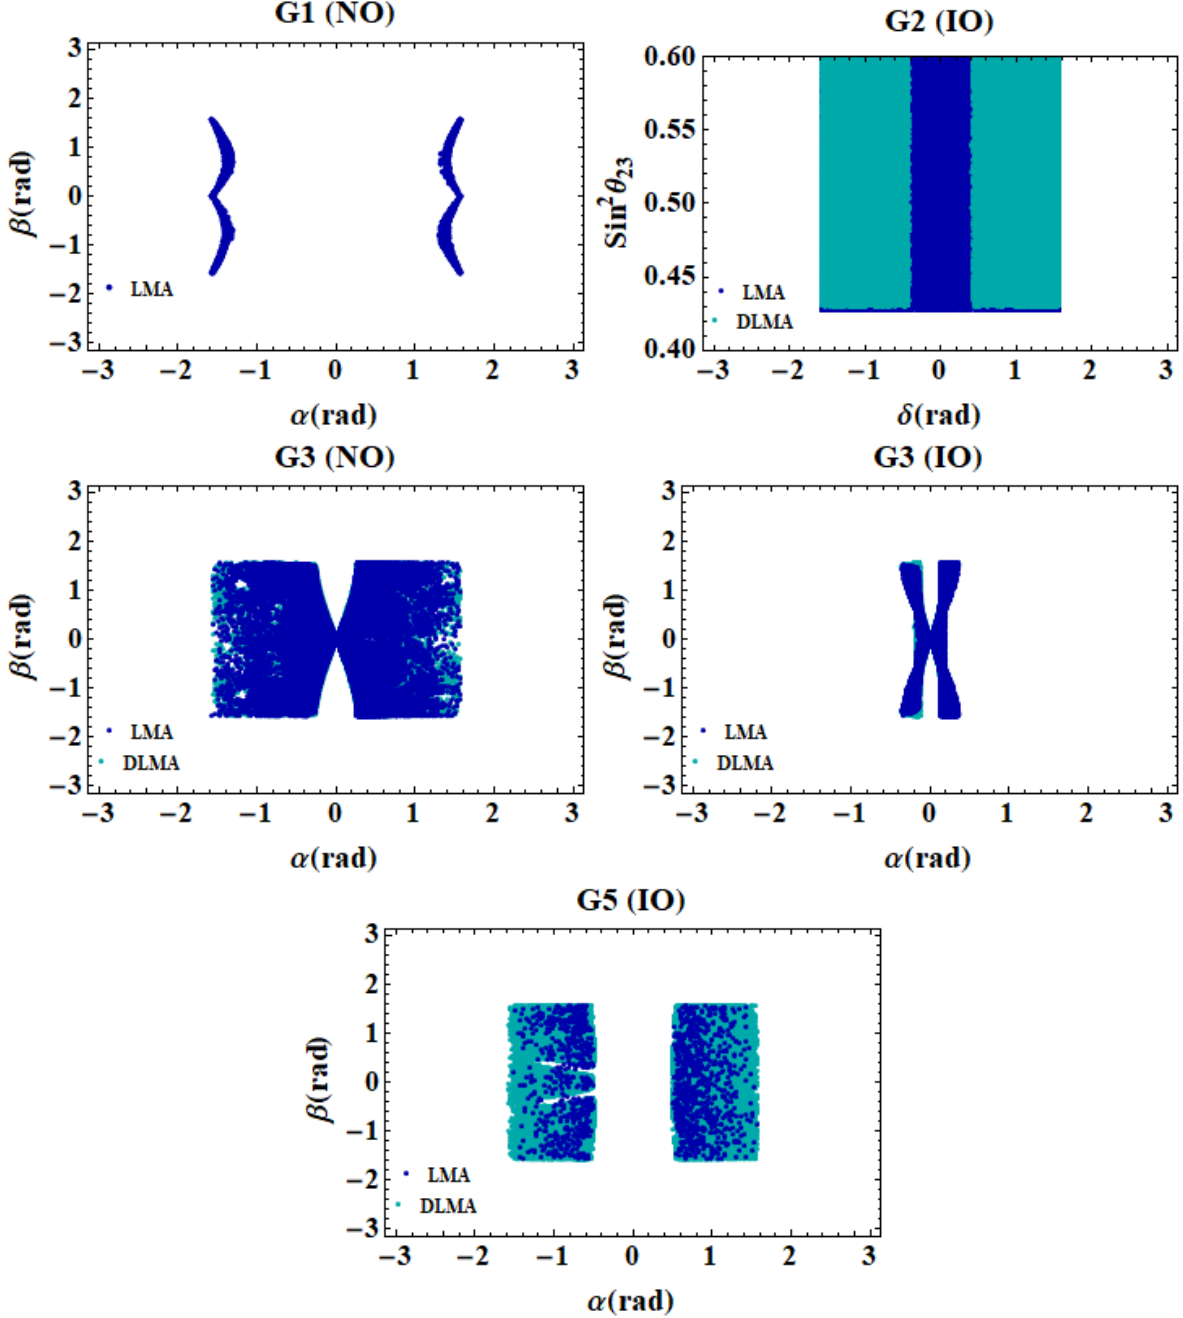 G1 (NO)
3
2
1
0
−1
−2
−3
β(rad)
LMA
−3 −2 −1 0 1 2 3
α(rad)
G2 (IO)
0.60
0.55
0.50
0.45
0.40
Sin²θ₂₃
LMA
DLMA
−3 −2 −1 0 1 2 3
δ(rad)
G3 (NO)
3
2
1
0
−1
−2
−3
β(rad)
LMA
DLMA
−3 −2 −1 0 1 2 3
α(rad)
G3 (IO)
3
2
1
0
−1
−2
−3
β(rad)
LMA
DLMA
−3 −2 −1 0 1 2 3
α(rad)
G5 (IO)
3
2
1
0
−1
−2
−3
β(rad)
LMA
DLMA
−3 −2 −1 0 1 2 3
α(rad)